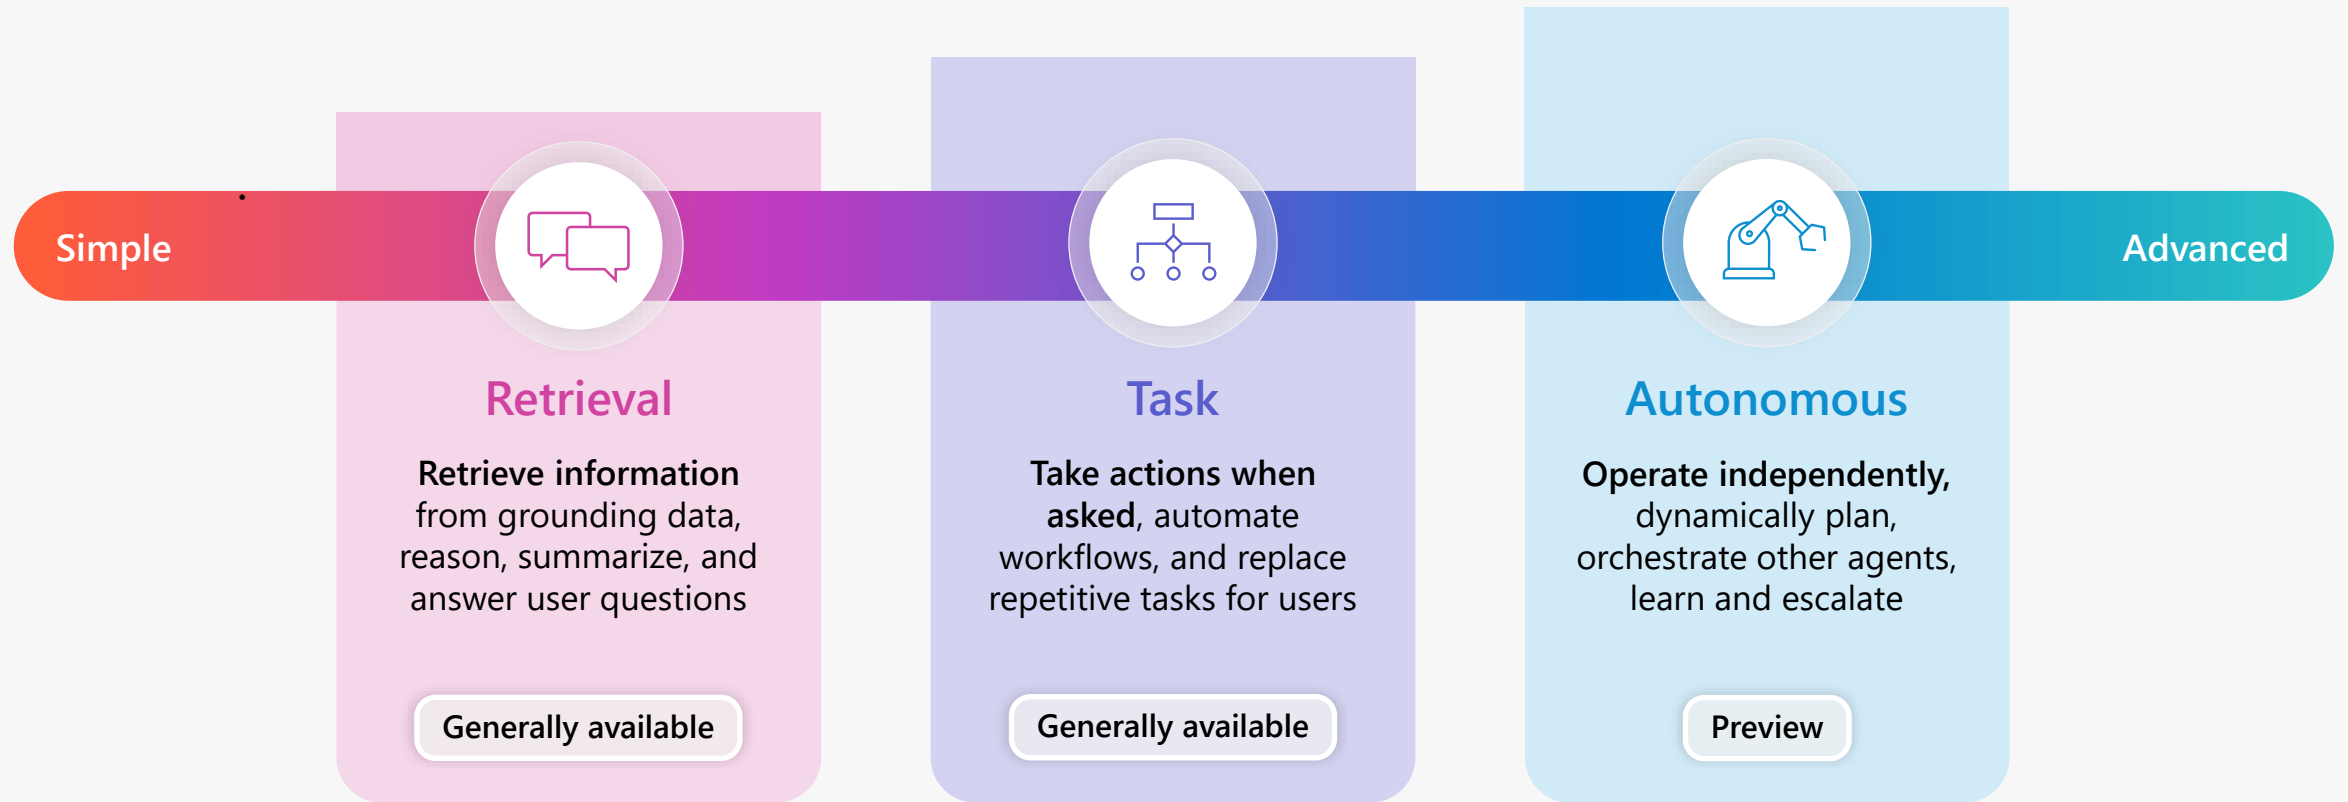 Simple
Advanced
Retrieval
Retrieve information
from grounding data,
reason, summarize, and
answer user questions
Generally available
Task
Take actions when
asked, automate
workflows, and replace
repetitive tasks for users
Generally available
Autonomous
Operate independently,
dynamically plan,
orchestrate other agents,
learn and escalate
Preview